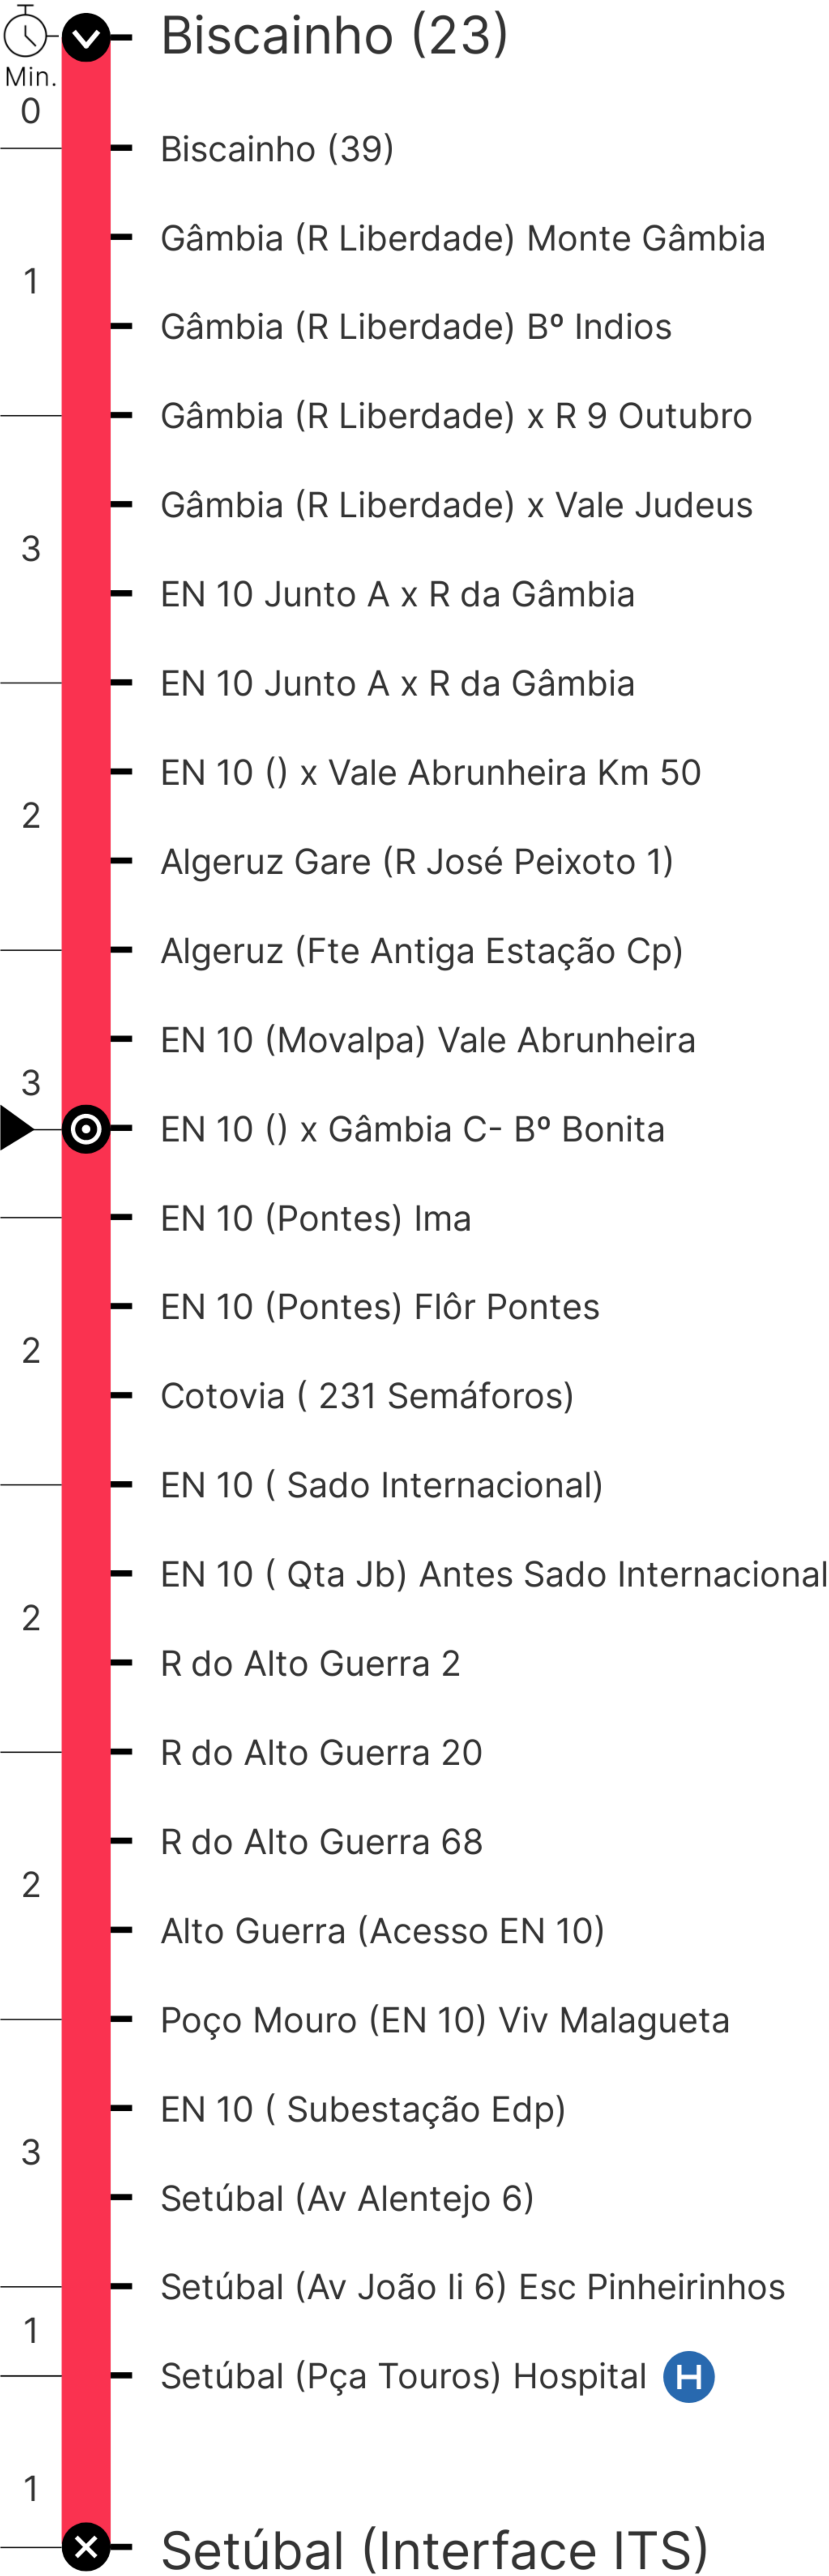 Biscainho (23)
Min.
0
Biscainho (39)
Gâmbia (R Liberdade) Monte Gâmbia
1
Gâmbia (R Liberdade) Bº Indios
Gâmbia (R Liberdade) x R 9 Outubro
Gâmbia (R Liberdade) x Vale Judeus
3
EN 10 Junto A x R da Gâmbia
EN 10 Junto A x R da Gâmbia
EN 10 () x Vale Abrunheira Km 50
2
Algeruz Gare (R José Peixoto 1)
Algeruz (Fte Antiga Estação Cp)
EN 10 (Movalpa) Vale Abrunheira
3
EN 10 () x Gâmbia C- Bº Bonita
EN 10 (Pontes) Ima
EN 10 (Pontes) Flôr Pontes
2
Cotovia ( 231 Semáforos)
EN 10 ( Sado Internacional)
EN 10 ( Qta Jb) Antes Sado Internacional
2
R do Alto Guerra 2
R do Alto Guerra 20
R do Alto Guerra 68
2
Alto Guerra (Acesso EN 10)
Poço Mouro (EN 10) Viv Malagueta
EN 10 ( Subestação Edp)
3
Setúbal (Av Alentejo 6)
Setúbal (Av João Ii 6) Esc Pinheirinhos
1
Setúbal (Pça Touros) Hospital H
1
Setúbal (Interface ITS)